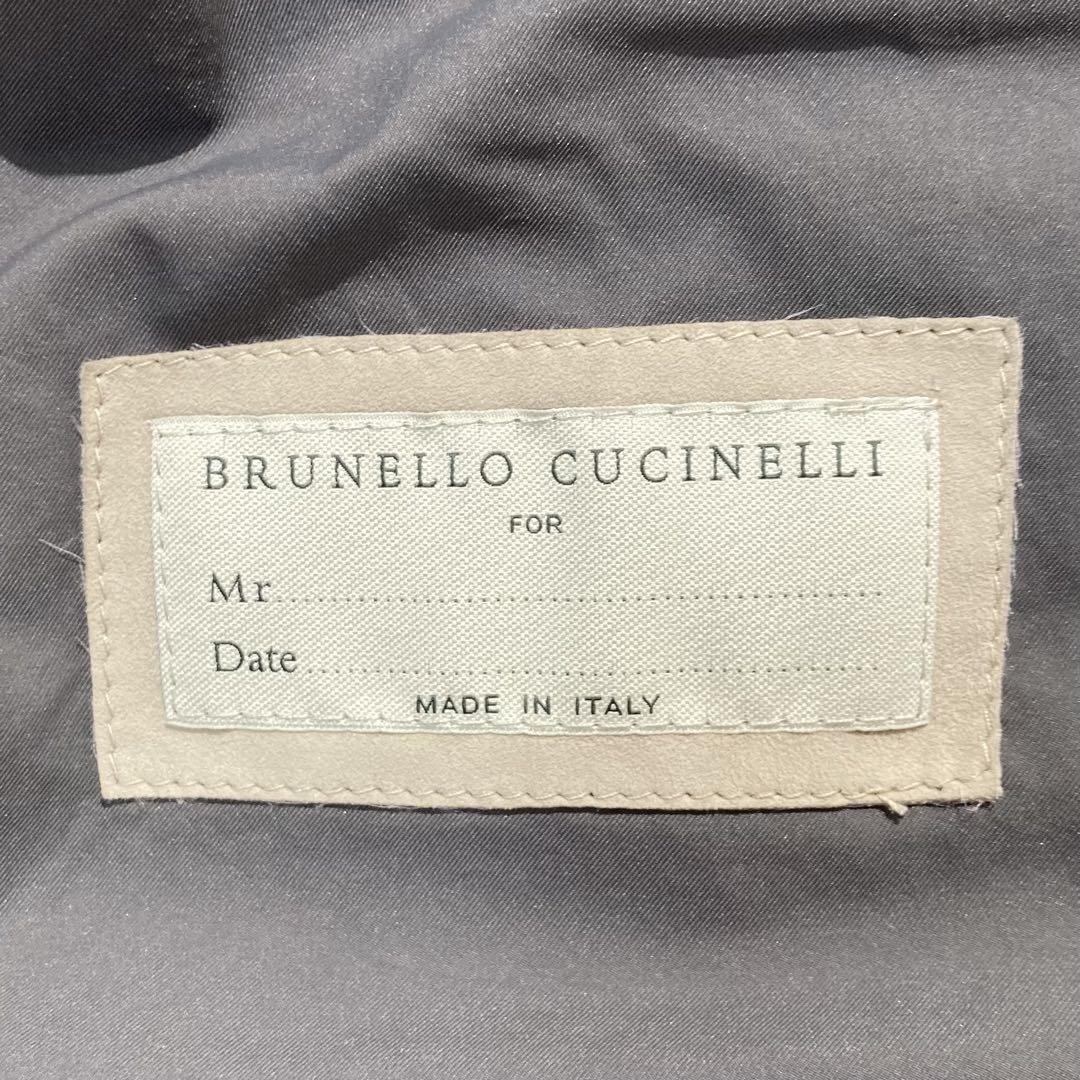 BRUNELLO CUCINELLI
FOR
Mr..................................................
Date..................................................
MADE IN ITALY